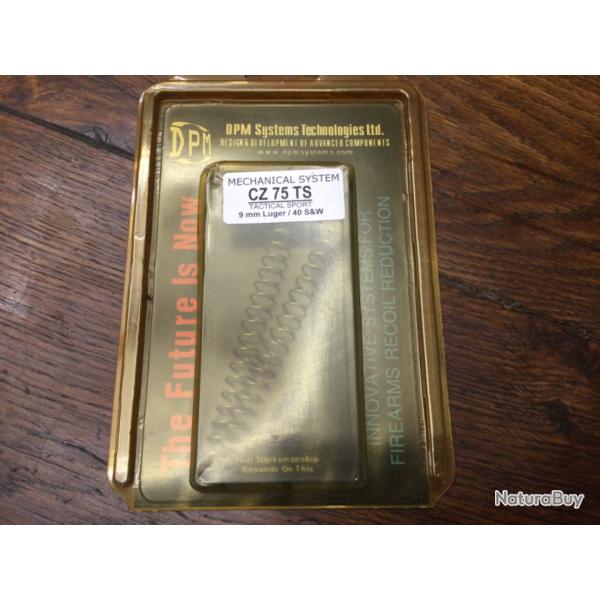 DPM
DPM Systems Technologies Ltd.
DESIGN & DEVELOPMENT OF ADVANCED COMPONENTS
www.dpmsystems.com
MECHANICAL SYSTEM
CZ 75 TS
TACTICAL SPORT
9 mm Luger / 40 S&W
The Future Is Now
INNOVATIVE SYSTEMS FOR
FIREARMS RECOIL REDUCTION
Your Marksmanship
Depends On This
NaturaBuy